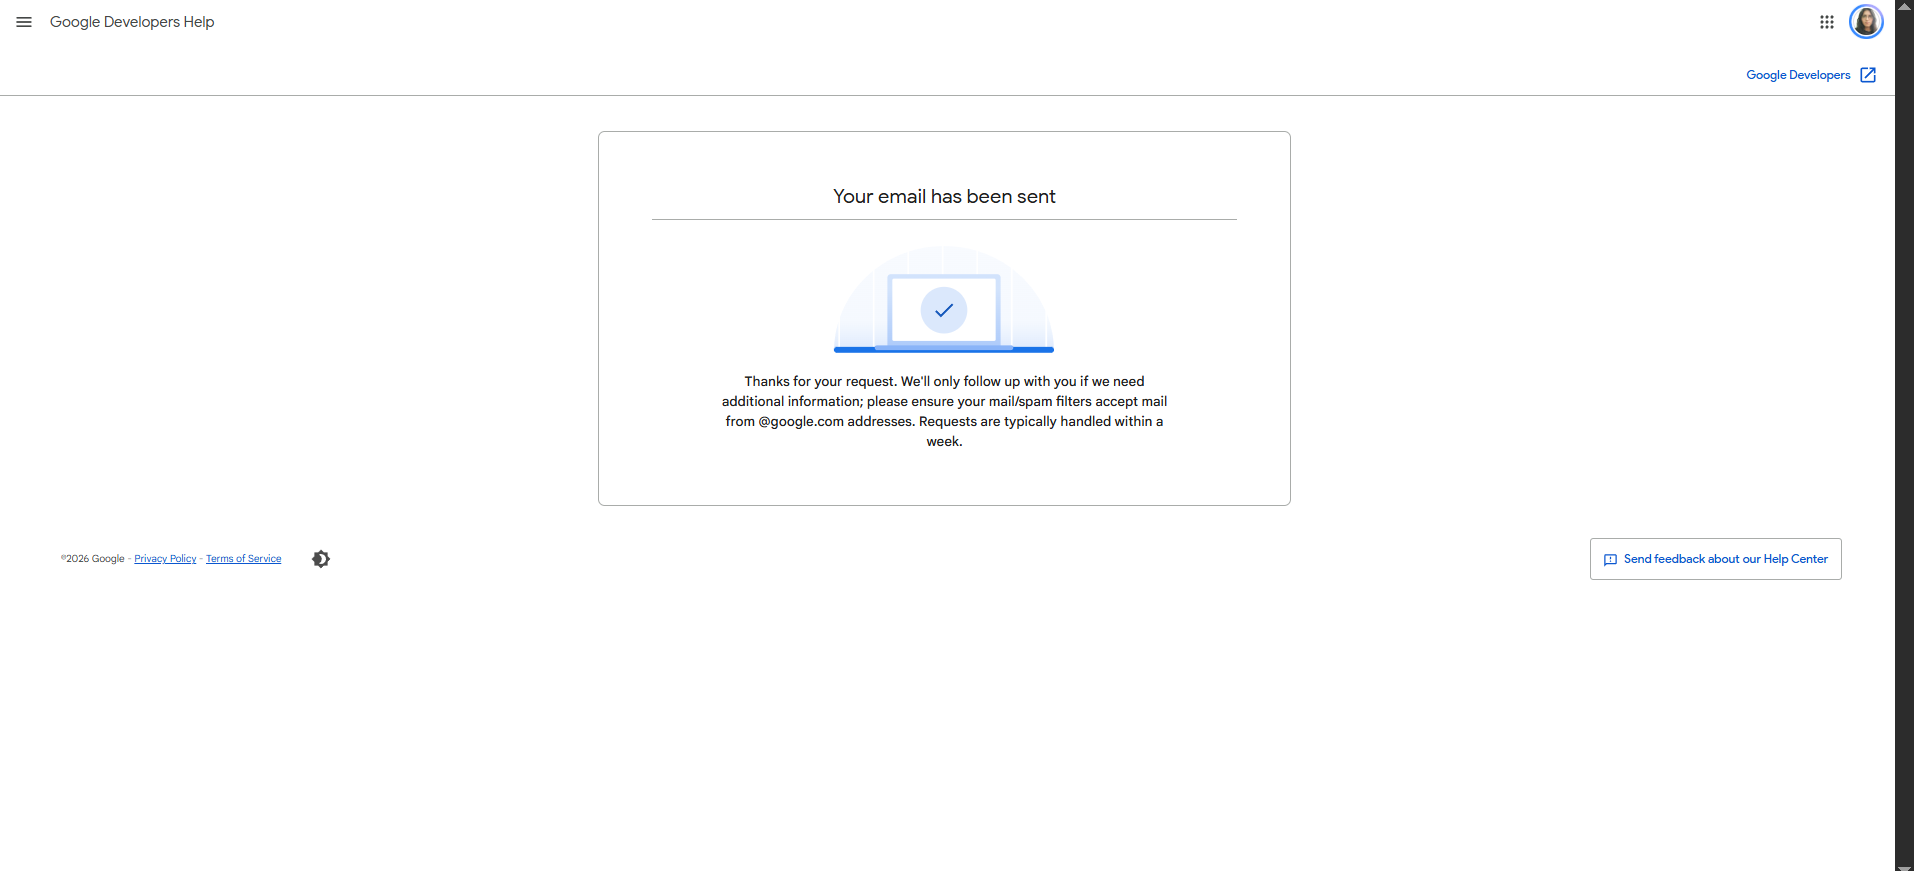 Google Developers Help
Google Developers
Your email has been sent
Thanks for your request. We'll only follow up with you if we need
additional information; please ensure your mail/spam filters accept mail
from @google.com addresses. Requests are typically handled within a
week.
©2026 Google - Privacy Policy - Terms of Service
Send feedback about our Help Center